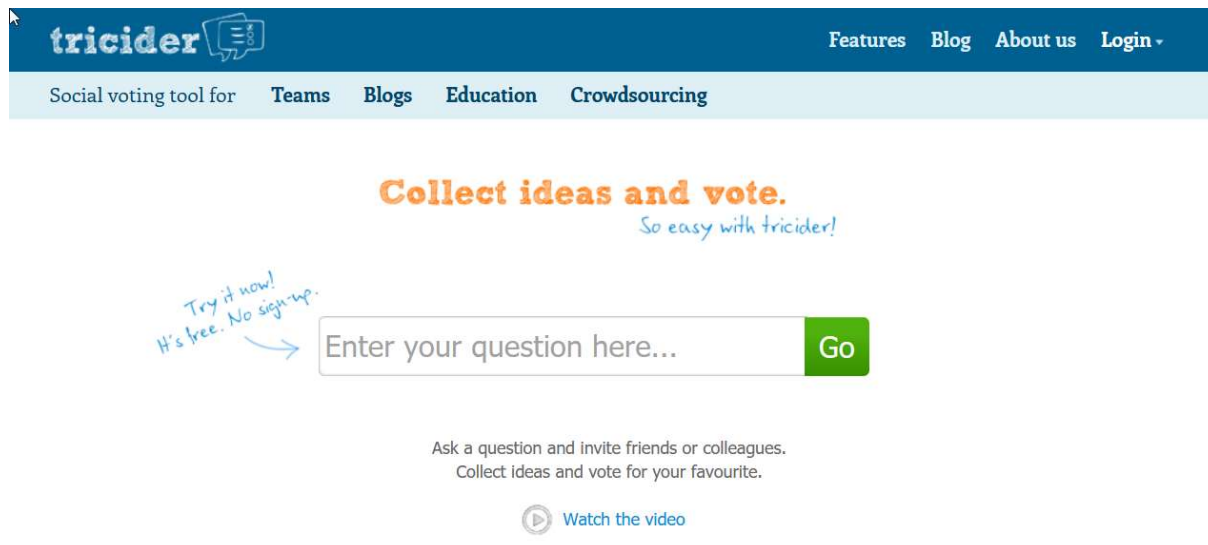 tricider
Features Blog About us Login
Social voting tool for Teams Blogs Education Crowdsourcing
Collect ideas and vote.
So easy with tricider!
Try it now!
It's free. No sign-up.
Enter your question here...
Go
Ask a question and invite friends or colleagues.
Collect ideas and vote for your favourite.
Watch the video